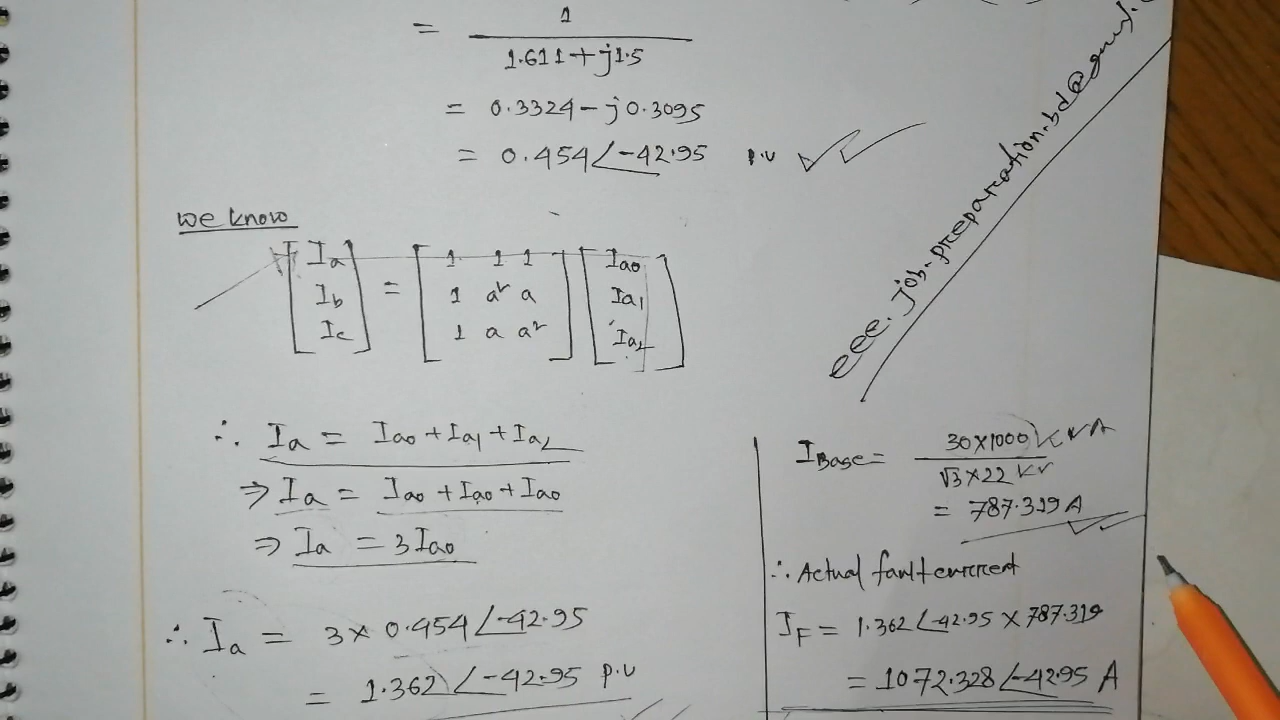 = 1
1.611+j1.5
= 0.3324-j0.3095
= 0.454∠-42.95 P.U
we know
[Ia Ib Ic] = [1 1 1
1 a² a
1 a a²] [Ia0 Ia1 Ia2]
∴ Ia = Ia0 + Ia1 + Ia2
⇒ Ia = Ia0 + Ia0 + Ia0
⇒ Ia = 3Ia0
∴ Ia = 3× 0.454∠-42.95
= 1.362∠-42.95 P.U
eee.job.preparation.bd@
IBase = 30×1000 KVA
√3×22 KV
= 787.319 A
∴ Actual fault current
IF = 1.362∠-42.95 × 787.319
= 1072.328∠-42.95 A